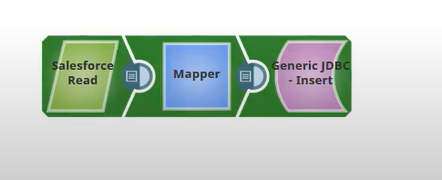 Salesforce
Read
Mapper
Generic JDBC
- Insert